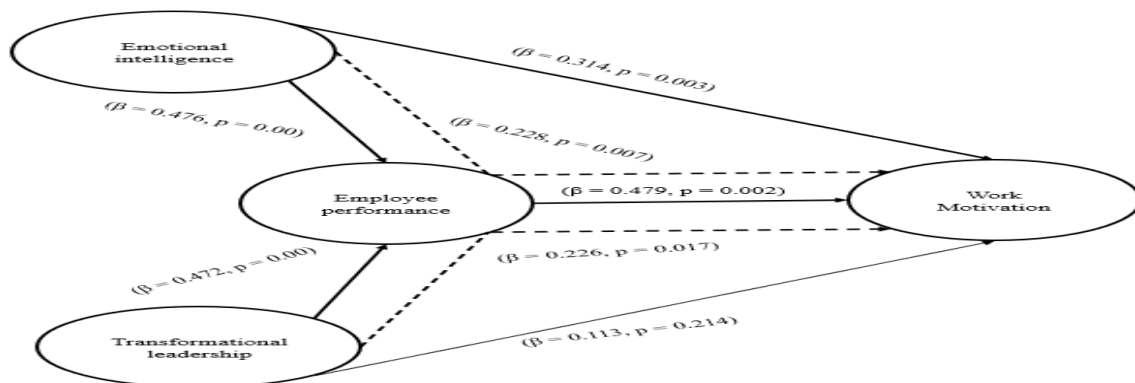 Emotional
intelligence
(β = 0.314, p = 0.003)
(β = 0.476, p = 0.00)
(β = 0.228, p = 0.007)
(β = 0.479, p = 0.002)
Employee
performance
Work
Motivation
(β = 0.226, p = 0.017)
(β = 0.472, p = 0.00)
(β = 0.113, p = 0.214)
Transformational
leadership